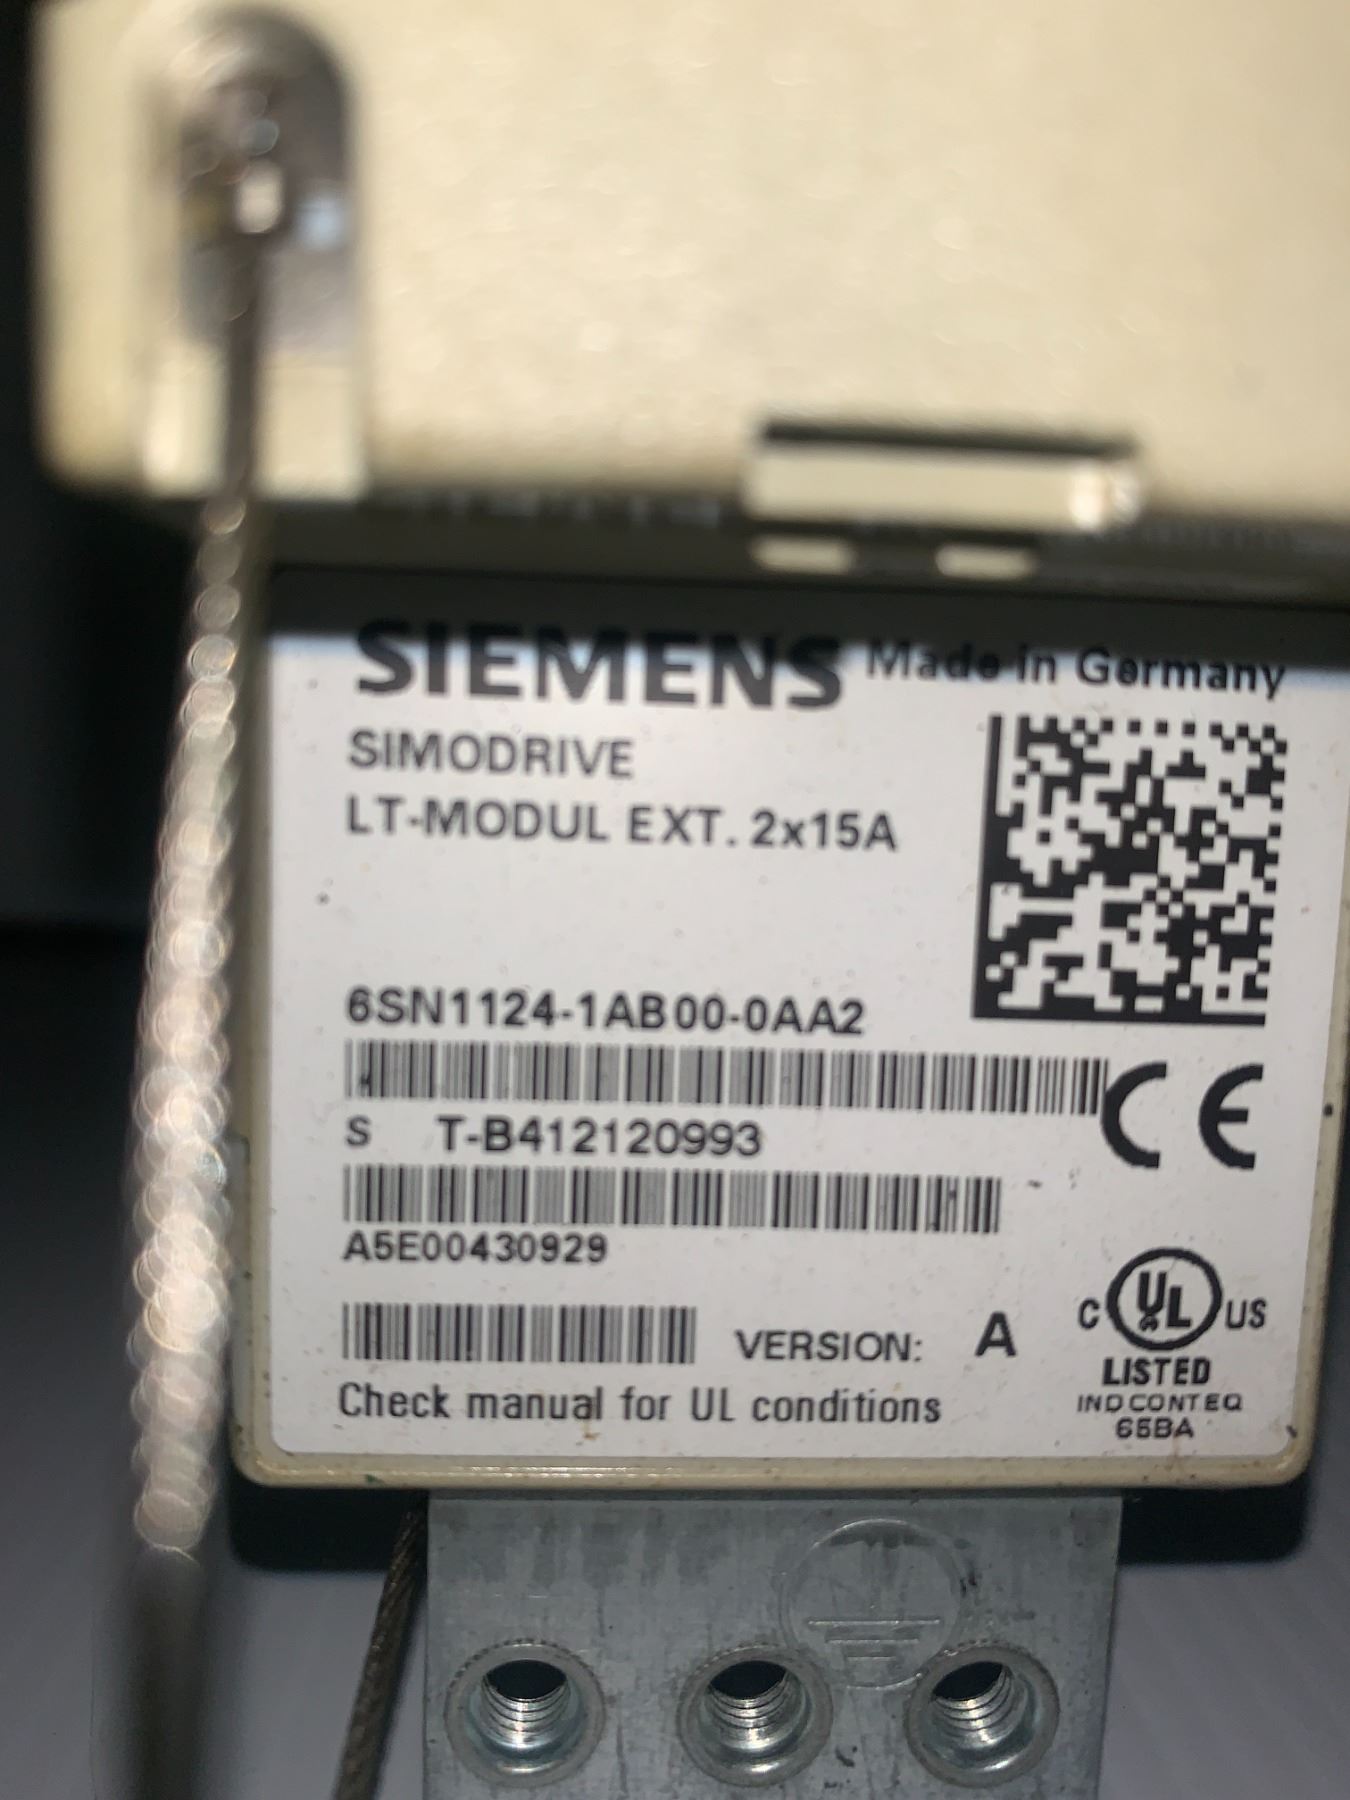 SIEMENS Made in Germany
SIMODRIVE
LT-MODUL EXT. 2x15A
6SN1124-1AB00-0AA2
S T-B412120993
A5E00430929
VERSION: A
Check manual for UL conditions
CE
C UL US
LISTED
IND CONT EQ
65BA